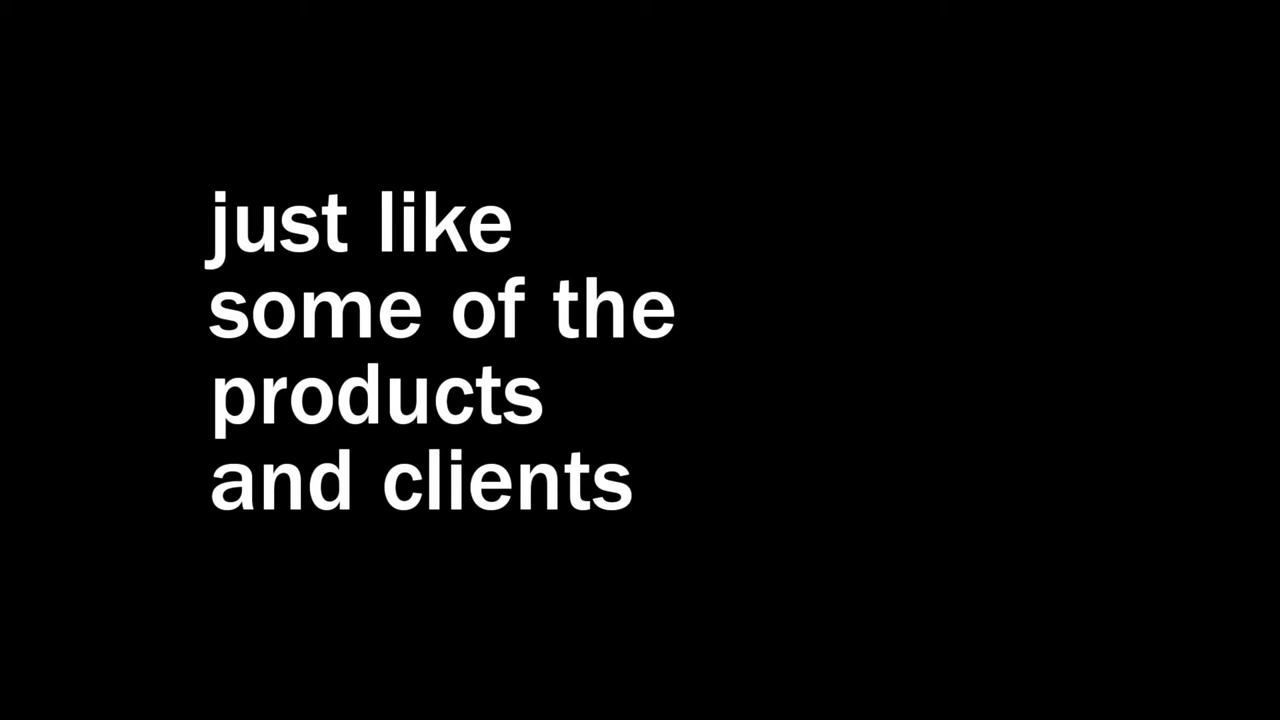 just like
some of the
products
and clients